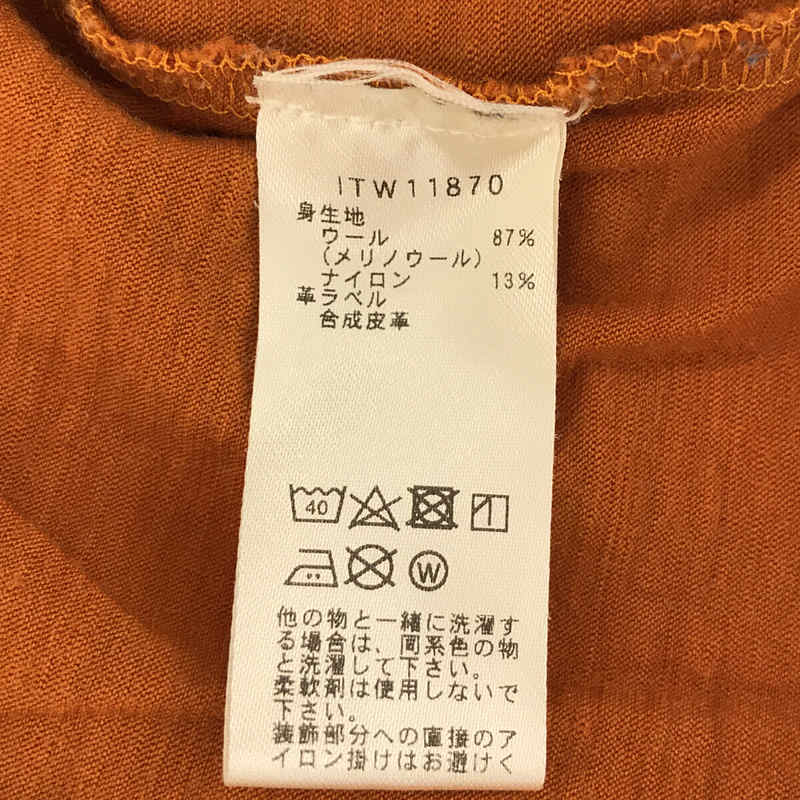 ITW11870
身生地
ウール 87%
(メリノウール)
ナイロン 13%
革ラベル
合成皮革
40
W
他の物と一緒に洗濯す
る場合は、同系色の物
と洗濯して下さい。
柔軟剤は使用しないで
下さい。
装飾部分への直接のア
イロン掛けはお避けく